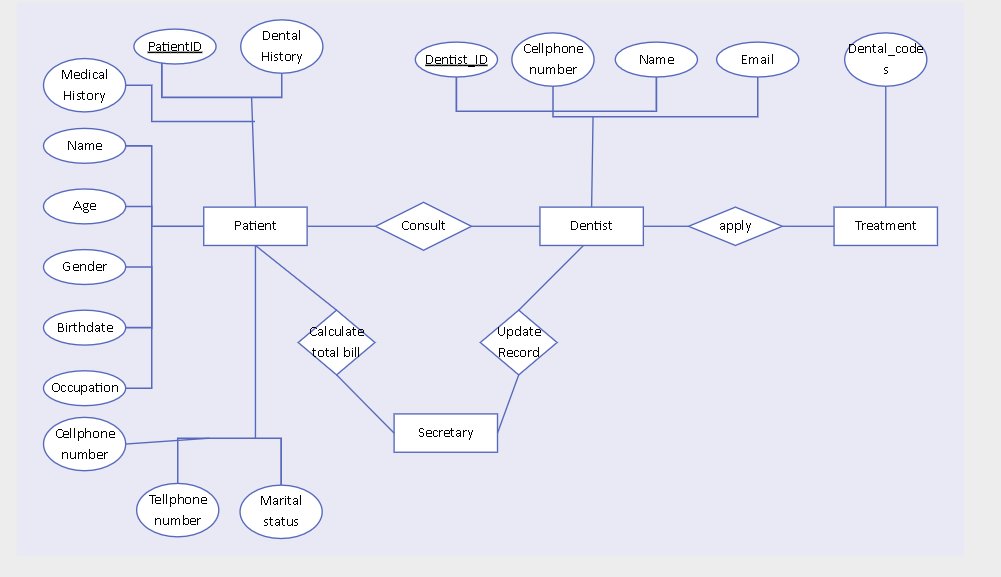 PatientID
Dental
History
Medical
History
Dentist_ID
Cellphone
number
Name
Email
Dental_code
s
Name
Age
Gender
Birthdate
Occupation
Patient
Consult
Dentist
apply
Treatment
Calculate
total bill
Update
Record
Secretary
Cellphone
number
Tellphone
number
Marital
status